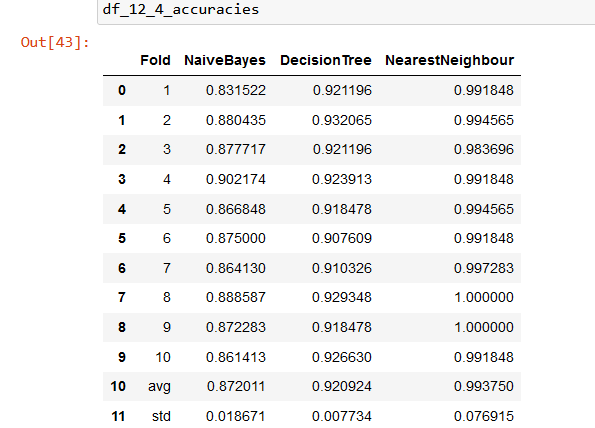 df_12_4_accuracies
Out[43]:
Fold NaiveBayes DecisionTree NearestNeighbour
0 1 0.831522 0.921196 0.991848
1 2 0.880435 0.932065 0.994565
2 3 0.877717 0.921196 0.983696
3 4 0.902174 0.923913 0.991848
4 5 0.866848 0.918478 0.994565
5 6 0.875000 0.907609 0.991848
6 7 0.864130 0.910326 0.997283
7 8 0.888587 0.929348 1.000000
8 9 0.872283 0.918478 1.000000
9 10 0.861413 0.926630 0.991848
10 avg 0.872011 0.920924 0.993750
11 std 0.018671 0.007734 0.076915